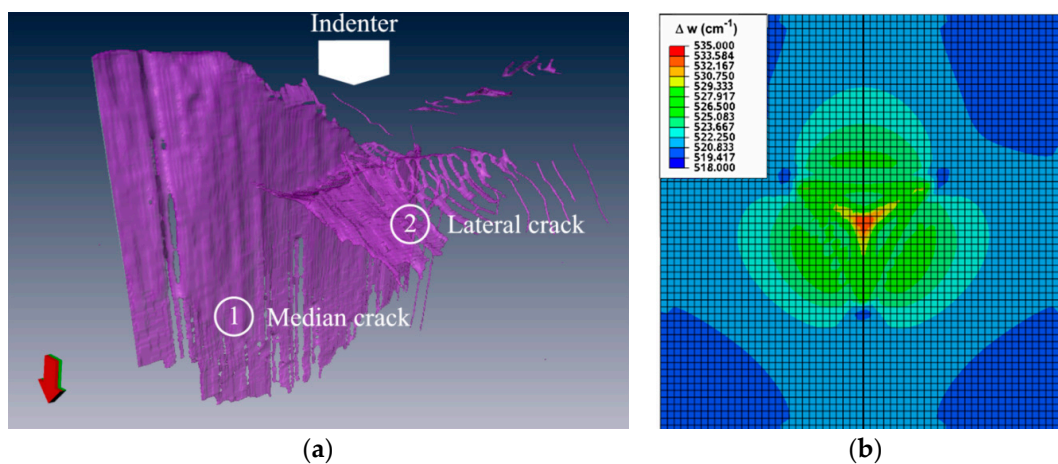 Indenter
2 Lateral crack
1 Median crack
(a)
Δ w (cm⁻¹)
535.000
533.584
532.167
530.750
529.333
527.917
526.500
525.083
523.667
522.250
520.833
519.417
518.000
(b)